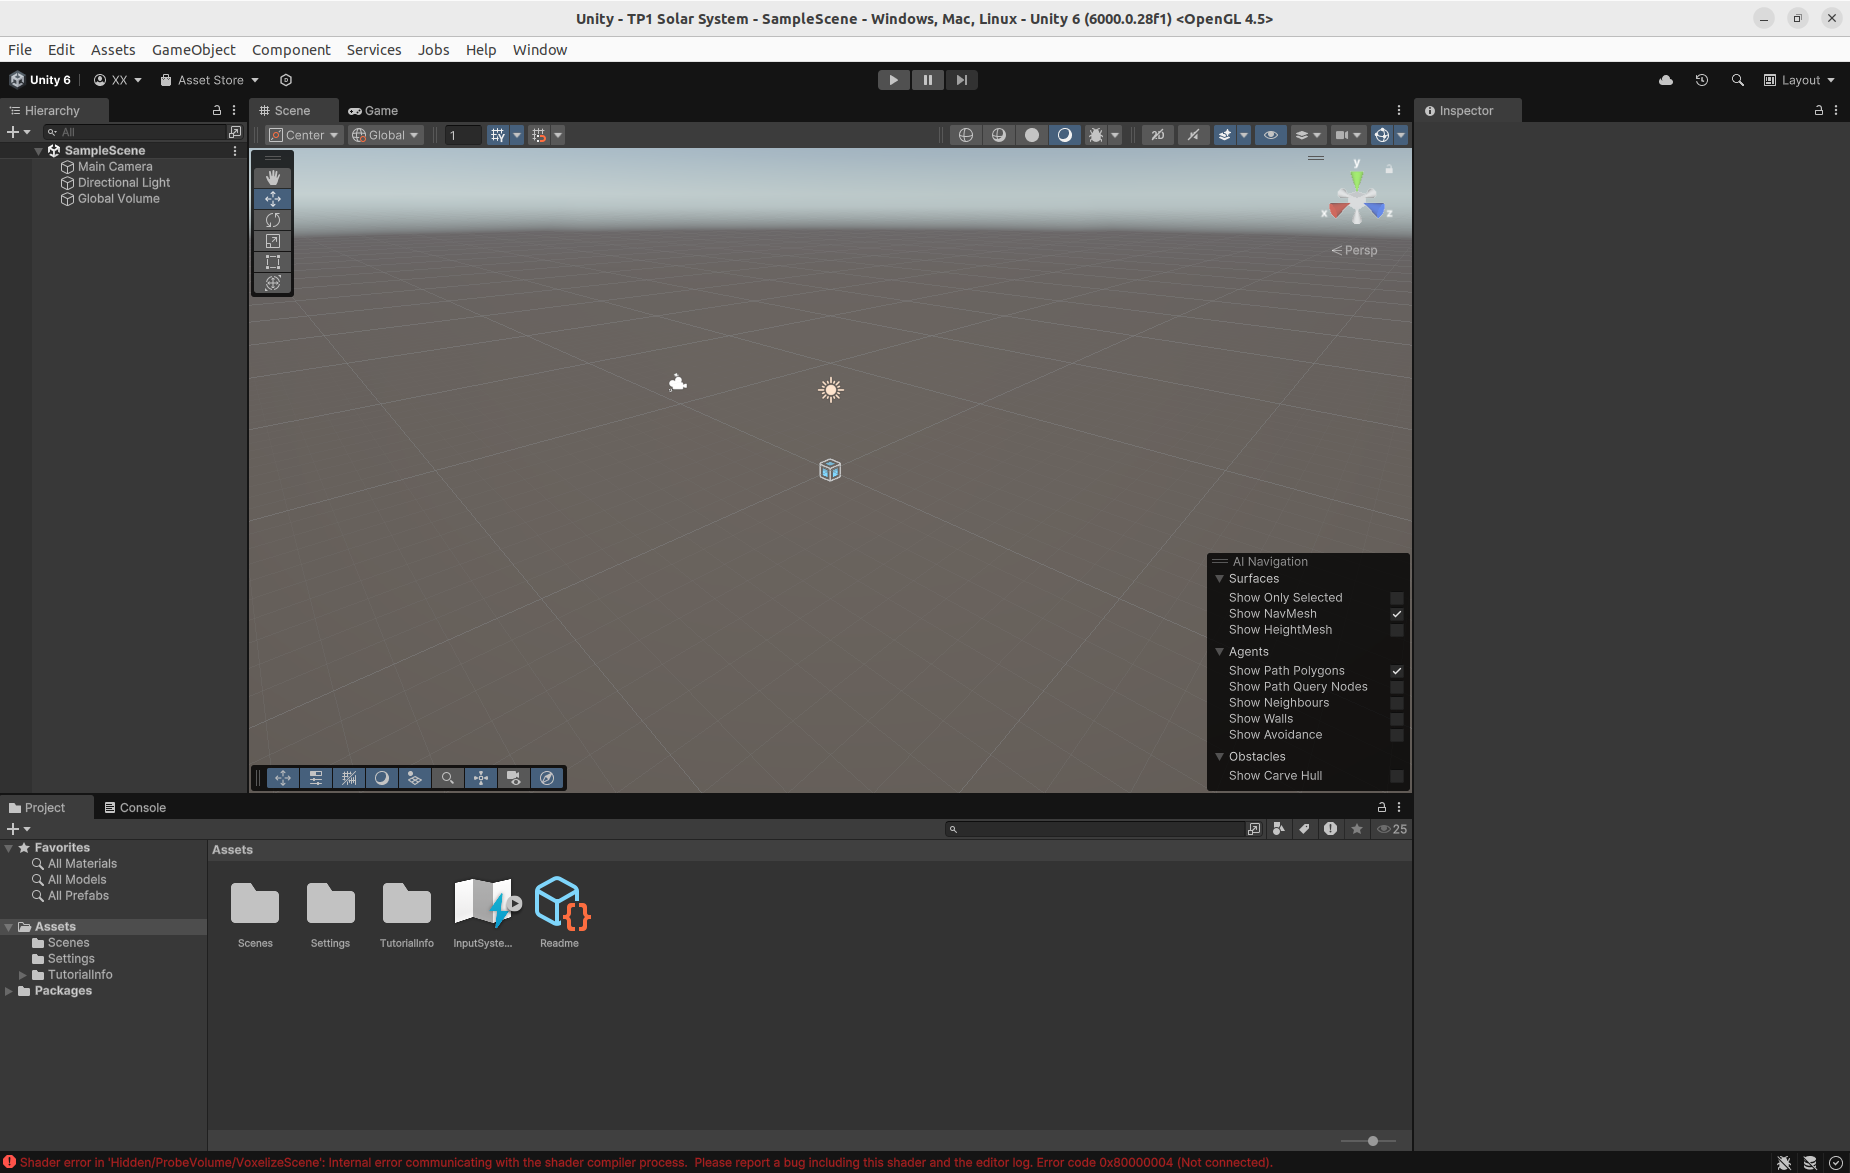 Unity - TP1 Solar System - SampleScene - Windows, Mac, Linux - Unity 6 (6000.0.28f1) <OpenGL 4.5>
File Edit Assets GameObject Component Services Jobs Help Window
Unity 6 XX Asset Store Layout
Hierarchy
Scene Game
Inspector
All
Center Global 1 2D
SampleScene
Main Camera
Directional Light
Global Volume
y
x z
Persp
AI Navigation
Surfaces
Show Only Selected
Show NavMesh
Show HeightMesh
Agents
Show Path Polygons
Show Path Query Nodes
Show Neighbours
Show Walls
Show Avoidance
Obstacles
Show Carve Hull
Project Console
25
Favorites
All Materials
All Models
All Prefabs
Assets
Scenes
Settings
TutorialInfo
Packages
Assets
Scenes Settings TutorialInfo InputSyste... Readme
Shader error in 'Hidden/ProbeVolume/VoxelizeScene': Internal error communicating with the shader compiler process. Please report a bug including this shader and the editor log. Error code 0x80000004 (Not connected).